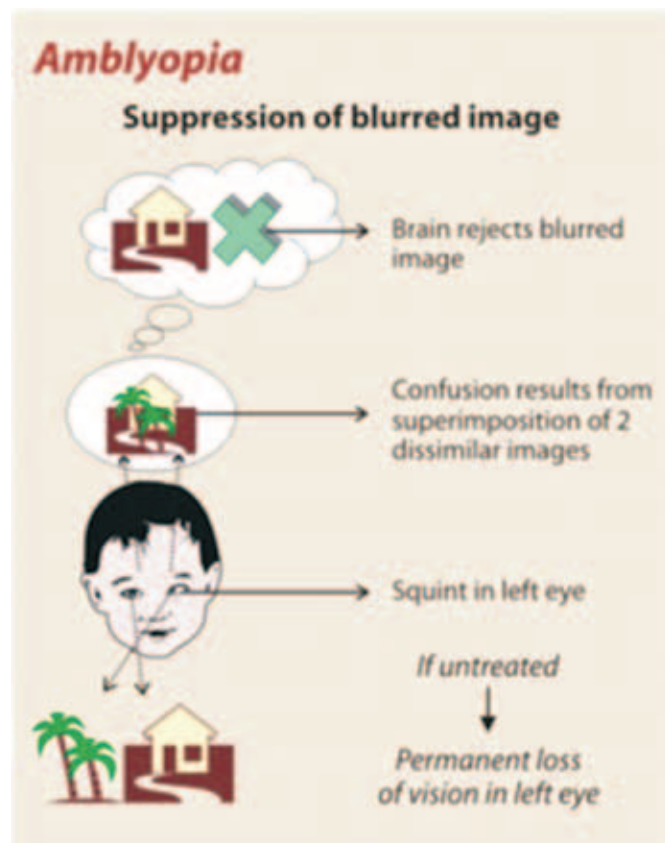 Amblyopia
Suppression of blurred image
Brain rejects blurred
image
Confusion results from
superimposition of 2
dissimilar images
Squint in left eye
If untreated
Permanent loss
of vision in left eye